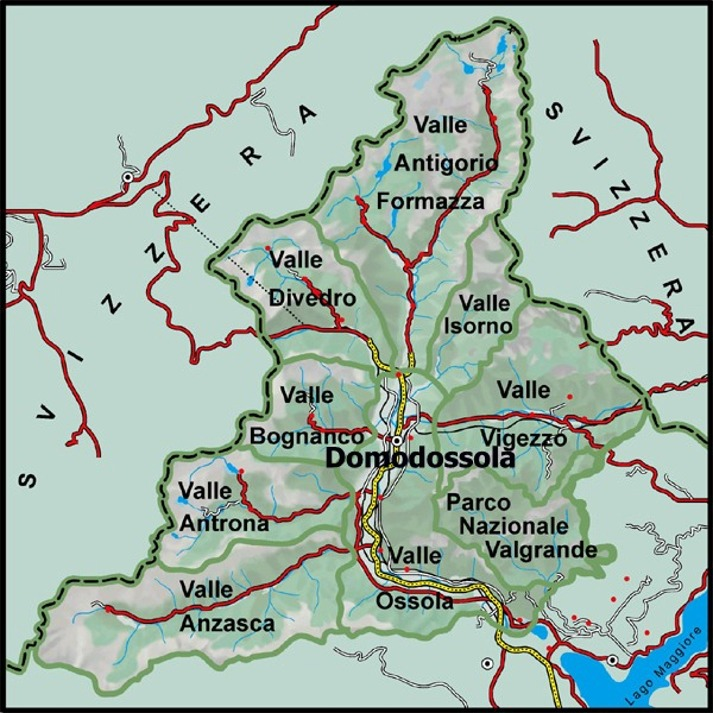 SVIZZERA
SVIZZERA
Valle
Antigorio
Formazza
Valle
Divedro
Valle
Isorno
Valle
Bognanco
Valle
Vigezzo
Domodossola
Valle
Antrona
Parco
Nazionale
Valgrande
Valle
Ossola
Valle
Anzasca
Lago Maggiore